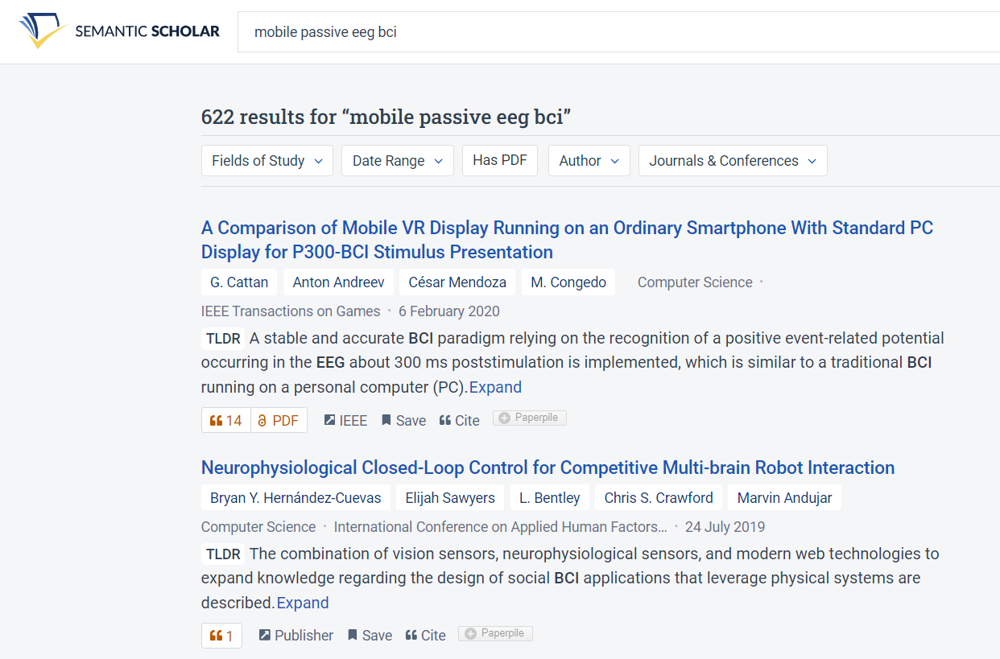 SEMANTIC SCHOLAR
mobile passive eeg bci
622 results for “mobile passive eeg bci”
Fields of Study Date Range Has PDF Author Journals & Conferences
A Comparison of Mobile VR Display Running on an Ordinary Smartphone With Standard PC
Display for P300-BCI Stimulus Presentation
G. Cattan Anton Andreev César Mendoza M. Congedo Computer Science ·
IEEE Transactions on Games · 6 February 2020
TLDR A stable and accurate BCI paradigm relying on the recognition of a positive event-related potential
occurring in the EEG about 300 ms poststimulation is implemented, which is similar to a traditional BCI
running on a personal computer (PC). Expand
14 PDF IEEE Save Cite Paperpile
Neurophysiological Closed-Loop Control for Competitive Multi-brain Robot Interaction
Bryan Y. Hernández-Cuevas Elijah Sawyers L. Bentley Chris S. Crawford Marvin Andujar
Computer Science · International Conference on Applied Human Factors… · 24 July 2019
TLDR The combination of vision sensors, neurophysiological sensors, and modern web technologies to
expand knowledge regarding the design of social BCI applications that leverage physical systems are
described. Expand
1 Publisher Save Cite Paperpile